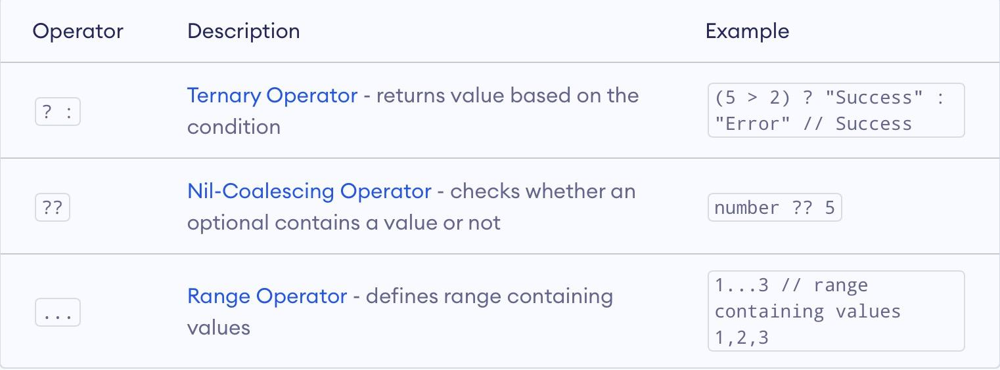 Operator Description Example
? :
Ternary Operator - returns value based on the
condition
(5 > 2) ? "Success" :
"Error" // Success
??
Nil-Coalescing Operator - checks whether an
optional contains a value or not
number ?? 5
...
Range Operator - defines range containing
values
1...3 // range
containing values
1,2,3